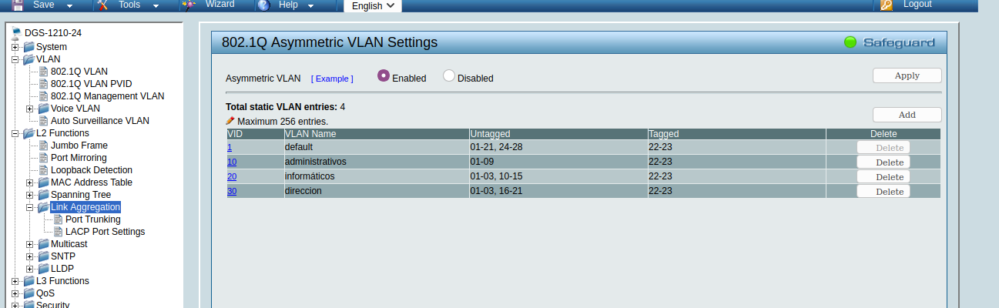 Save Tools Wizard Help English Logout
DGS-1210-24
System
VLAN
802.1Q VLAN
802.1Q VLAN PVID
802.1Q Management VLAN
Voice VLAN
Auto Surveillance VLAN
L2 Functions
Jumbo Frame
Port Mirroring
Loopback Detection
MAC Address Table
Spanning Tree
Link Aggregation
Port Trunking
LACP Port Settings
Multicast
SNTP
LLDP
L3 Functions
QoS
Security
802.1Q Asymmetric VLAN Settings Safeguard
Asymmetric VLAN [ Example ] Enabled Disabled Apply
Total static VLAN entries: 4
Maximum 256 entries. Add
VID VLAN Name Untagged Tagged Delete
1 default 01-21, 24-28 22-23 Delete
10 administrativos 01-09 22-23 Delete
20 informáticos 01-03, 10-15 22-23 Delete
30 direccion 01-03, 16-21 22-23 Delete